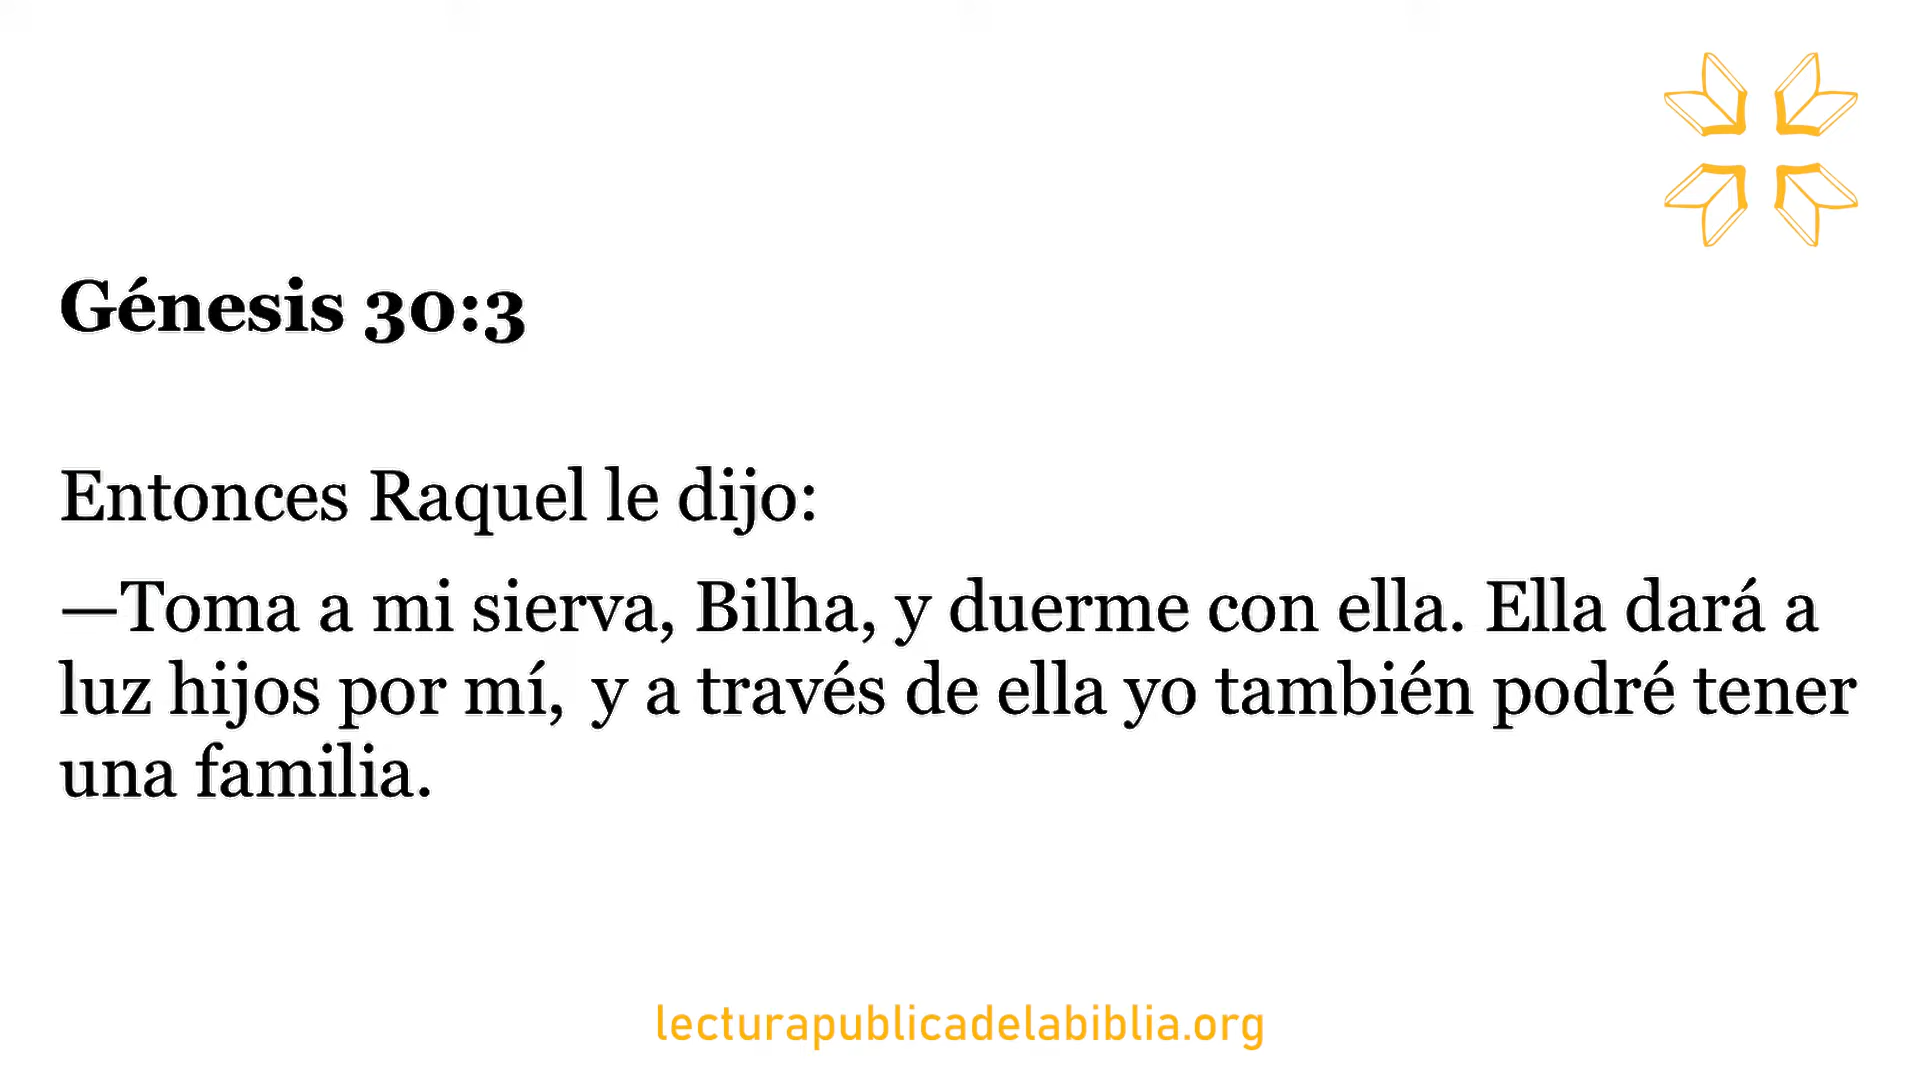 Génesis 30:3
Entonces Raquel le dijo:
—Toma a mi sierva, Bilha, y duerme con ella. Ella dará a
luz hijos por mí, y a través de ella yo también podré tener
una familia.
lecturapublicadelabiblia.org